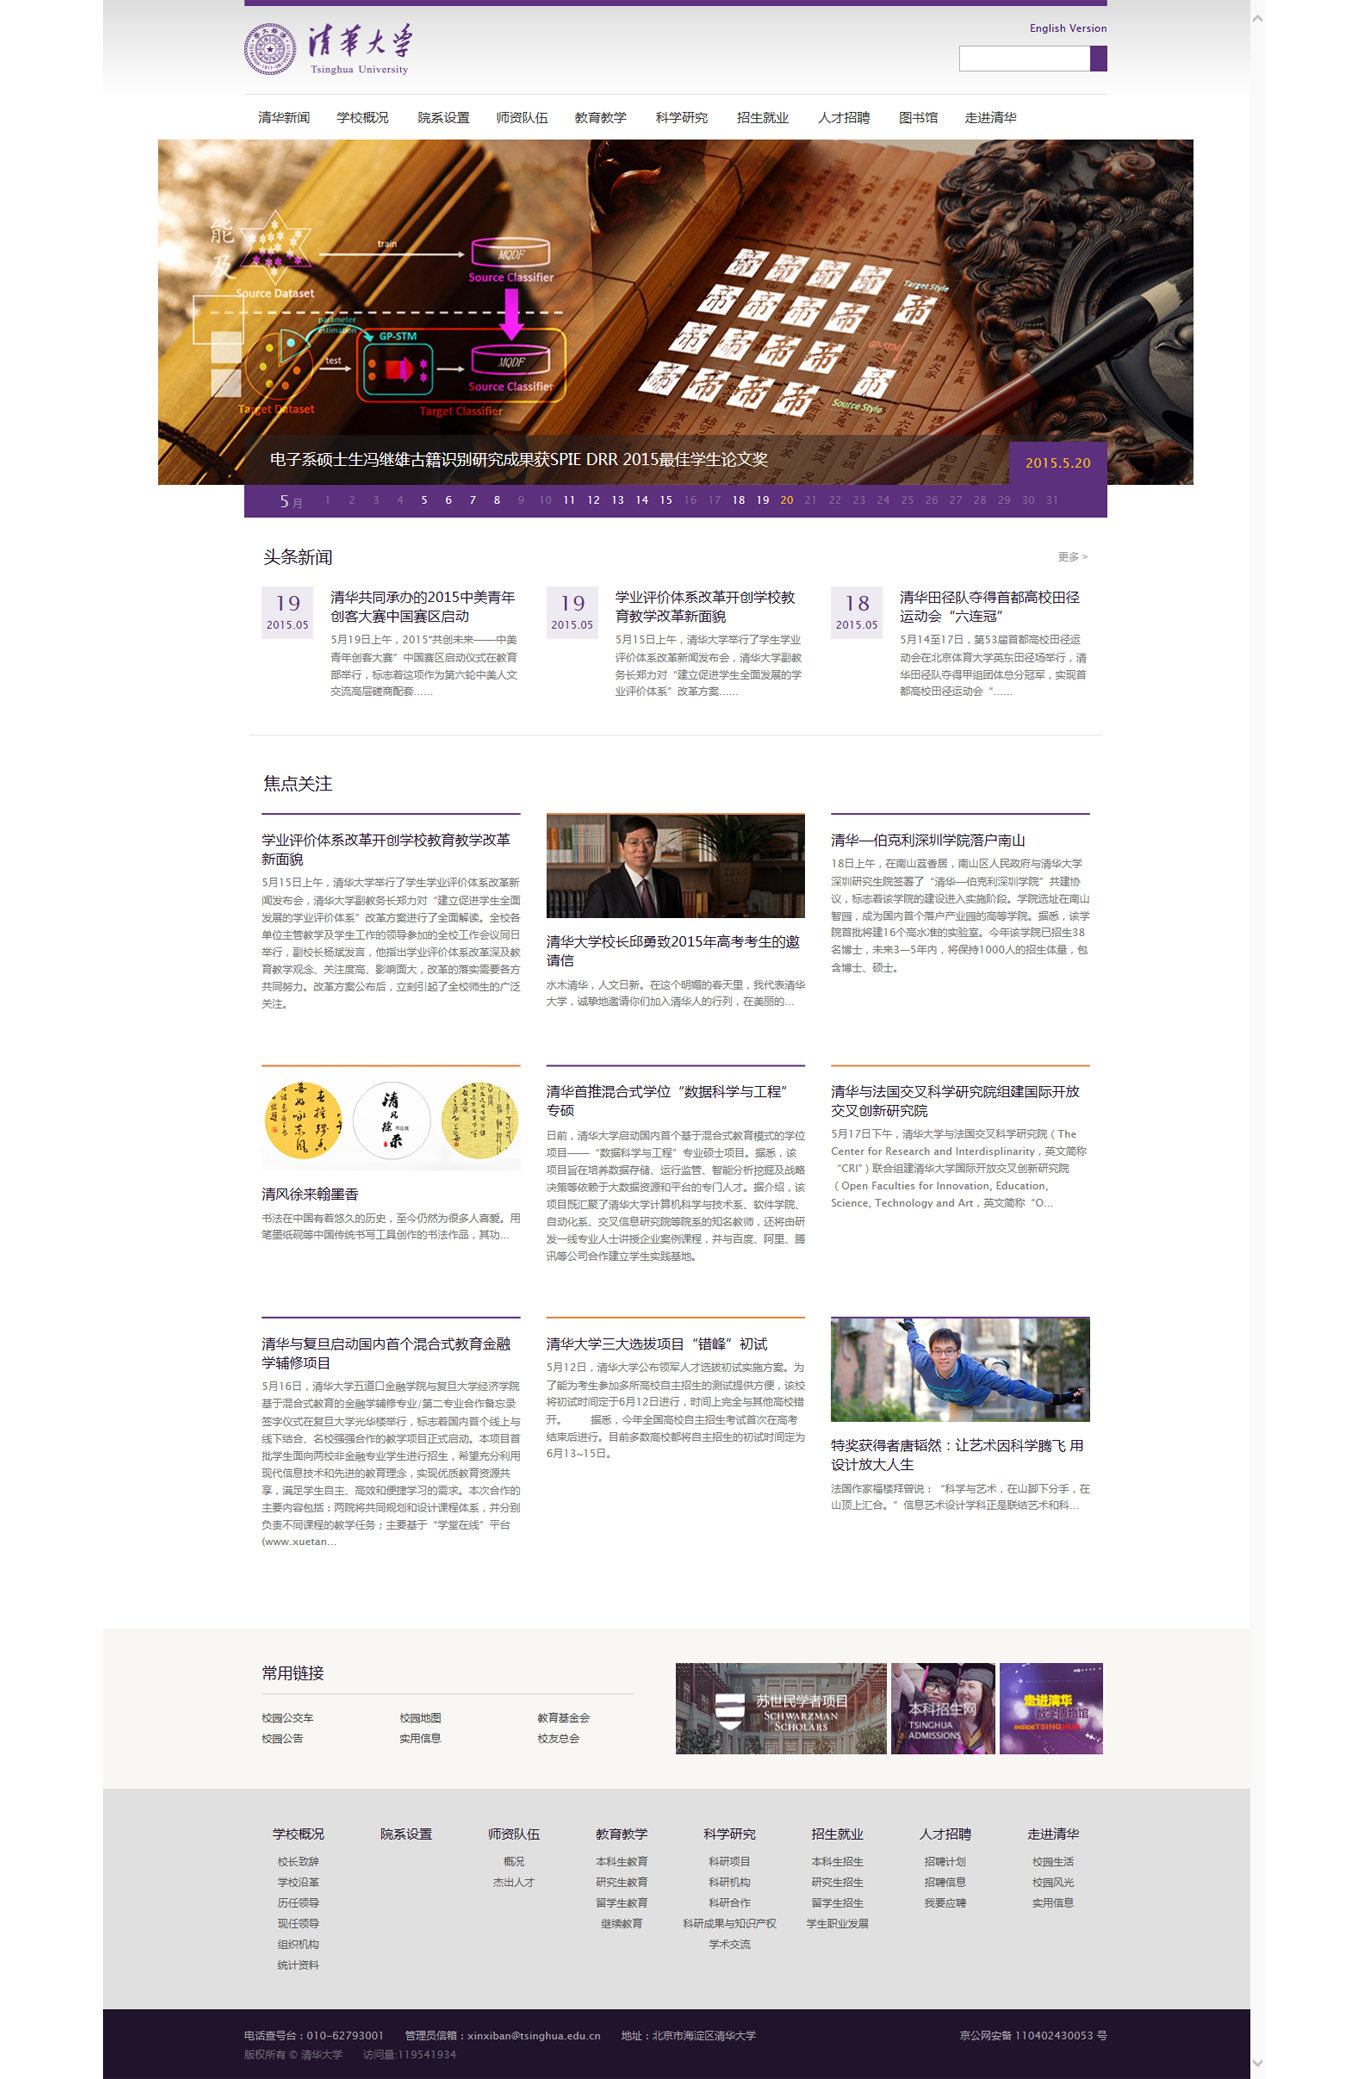 清華大学
Tsinghua University
English Version
清华新闻 学校概况 院系设置 师资队伍 教育教学 科学研究 招生就业 人才招聘 图书馆 走进清华
能及
train
MQDF
Source Classifier
Source Dataset
parameter
estimation
GP-STM
test
MQDF
Source Classifier
Target Dataset
Target Classifier
Target Style
GP-STM
Source Style
帝
电子系硕士生冯继雄古籍识别研究成果获SPIE DRR 2015最佳学生论文奖
2015.5.20
5 月 1 2 3 4 5 6 7 8 9 10 11 12 13 14 15 16 17 18 19 20 21 22 23 24 25 26 27 28 29 30 31
头条新闻
更多 >
19
2015.05
清华共同承办的2015中美青年
创客大赛中国赛区启动
5月19日上午，2015“共创未来——中美
青年创客大赛”中国赛区启动仪式在教育
部举行，标志着这项作为第六轮中美人文
交流高层磋商配套……
19
2015.05
学业评价体系改革开创学校教
育教学改革新面貌
5月15日上午，清华大学举行了学生学业
评价体系改革新闻发布会，清华大学副教
务长郑力对“建立促进学生全面发展的学
业评价体系”改革方案……
18
2015.05
清华田径队夺得首都高校田径
运动会“六连冠”
5月14至17日，第53届首都高校田径运
动会在北京体育大学英东田径场举行，清
华田径队夺得甲组团体总分冠军，实现首
都高校田径运动会“……
焦点关注
学业评价体系改革开创学校教育教学改革
新面貌
5月15日上午，清华大学举行了学生学业评价体系改革新
闻发布会，清华大学副教务长郑力对“建立促进学生全面
发展的学业评价体系”改革方案进行了全面解读。全校各
单位主管教学及学生工作的领导参加的全校工作会议同日
举行，副校长杨斌发言，他指出学业评价体系改革深及教
育教学观念、关注度高、影响面大，改革的落实需要各方
共同努力。改革方案公布后，立刻引起了全校师生的广泛
关注。
清华大学校长邱勇致2015年高考考生的邀
请信
水木清华，人文日新。在这个明媚的春天里，我代表清华
大学，诚挚地邀请你们加入清华人的行列，在美丽的...
清华—伯克利深圳学院落户南山
18日上午，在南山荔香居，南山区人民政府与清华大学
深圳研究生院签署了“清华—伯克利深圳学院”共建协
议，标志着该学院的建设进入实施阶段。学院选址在南山
智园，成为国内首个落户产业园的高等学院。据悉，该学
院首批将建16个高水准的实验室。今年该学院已招生38
名博士，未来3—5年内，将保持1000人的招生体量，包
含博士、硕士。
清风徐来
清风徐来翰墨香
书法在中国有着悠久的历史，至今仍然为很多人喜爱。用
笔墨纸砚等中国传统书写工具创作的书法作品，其功...
清华首推混合式学位“数据科学与工程”
专硕
日前，清华大学启动国内首个基于混合式教育模式的学位
项目——“数据科学与工程”专业硕士项目。据悉，该
项目旨在培养数据存储、运行监管、智能分析挖掘及战略
决策等依赖于大数据资源和平台的专门人才。据介绍，该
项目既汇聚了清华大学计算机科学与技术系、软件学院、
自动化系、交叉信息研究院等院系的知名教师，还将由研
发一线专业人士讲授企业案例课程，并与百度、阿里、腾
讯等公司合作建立学生实践基地。
清华与法国交叉科学研究院组建国际开放
交叉创新研究院
5月17日下午，清华大学与法国交叉科学研究院（The
Center for Research and Interdisplinarity，英文简称
“CRI”）联合组建清华大学国际开放交叉创新研究院
（Open Faculties for Innovation, Education,
Science, Technology and Art，英文简称“O...
清华与复旦启动国内首个混合式教育金融
学辅修项目
5月16日，清华大学五道口金融学院与复旦大学经济学院
基于混合式教育的金融学辅修专业/第二专业合作备忘录
签字仪式在复旦大学光华楼举行，标志着国内首个线上与
线下结合、名校强强合作的教学项目正式启动。本项目首
批学生面向两校非金融专业学生进行招生，希望充分利用
现代信息技术和先进的教育理念，实现优质教育资源共
享，满足学生自主、高效和便捷学习的需求。本次合作的
主要内容包括：两院将共同规划和设计课程体系，并分别
负责不同课程的教学任务；主要基于“学堂在线”平台
(www.xuetan...
清华大学三大选拔项目“错峰”初试
5月12日，清华大学公布领军人才选拔初试实施方案。为
了能为考生参加多所高校自主招生的测试提供方便，该校
将初试时间定于6月12日进行，时间上完全与其他高校错
开。 据悉，今年全国高校自主招生考试首次在高考
结束后进行。目前多数高校都将自主招生的初试时间定为
6月13~15日。
特奖获得者唐韬然：让艺术因科学腾飞 用
设计放大人生
法国作家福楼拜曾说：“科学与艺术，在山脚下分手，在
山顶上汇合。”信息艺术设计学科正是联结艺术和科...
常用链接
校园公交车 校园地图 教育基金会
校园公告 实用信息 校友总会
苏世民学者项目
SCHWARZMAN
SCHOLARS
本科招生网
TSINGHUA
ADMISSIONS
走进清华
数字博物馆
INSIDE TSINGHUA
学校概况 院系设置 师资队伍 教育教学 科学研究 招生就业 人才招聘 走进清华
校长致辞 概况 本科生教育 科研项目 本科生招生 招聘计划 校园生活
学校沿革 杰出人才 研究生教育 科研机构 研究生招生 招聘信息 校园风光
历任领导 留学生教育 科研合作 留学生招生 我要应聘 实用信息
现任领导 继续教育 科研成果与知识产权 学生职业发展
组织机构 学术交流
统计资料
电话查号台：010-62793001 管理员信箱：xinxiban@tsinghua.edu.cn 地址：北京市海淀区清华大学 京公网安备 110402430053 号
版权所有 © 清华大学 访问量:119541934